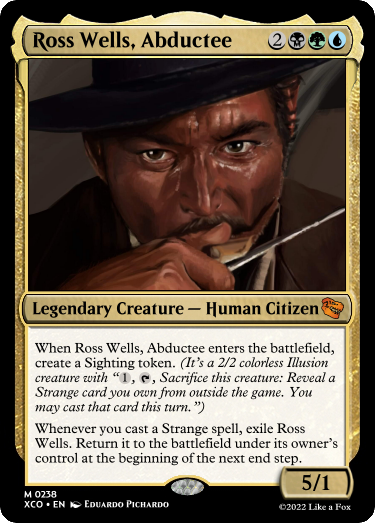 Ross Wells, Abductee 2
Legendary Creature — Human Citizen
When Ross Wells, Abductee enters the battlefield,
create a Sighting token. (It's a 2/2 colorless Illusion
creature with “1, , Sacrifice this creature: Reveal a
Strange card you own from outside the game. You
may cast that card this turn.”)
Whenever you cast a Strange spell, exile Ross
Wells. Return it to the battlefield under its owner's
control at the beginning of the next end step.
5/1
M 0238
XCO • EN Eduardo Pichardo
©2022 Like a Fox